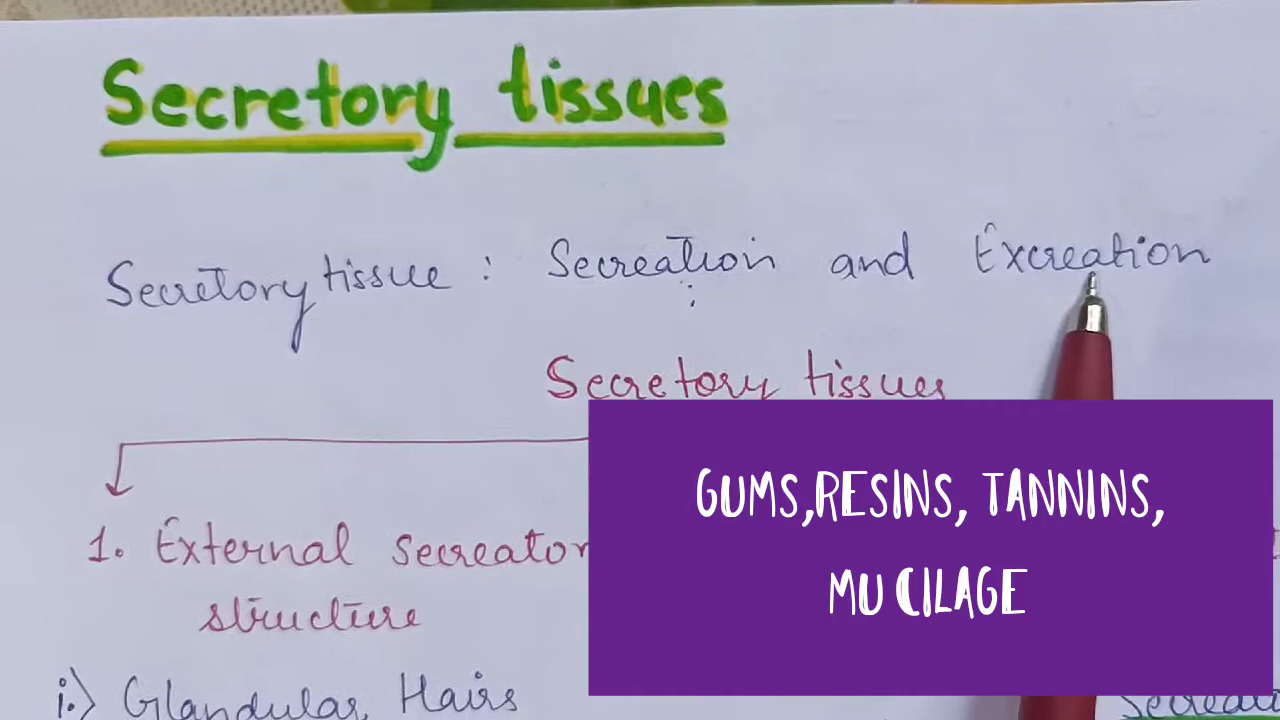 Secretory tissues
Secretory tissue : Secreation and Excreation
Secretory tissues
1. External secreator
structure
GUMS,RESINS, TANNINS,
MUCILAGE
i.) Glandular Hairs